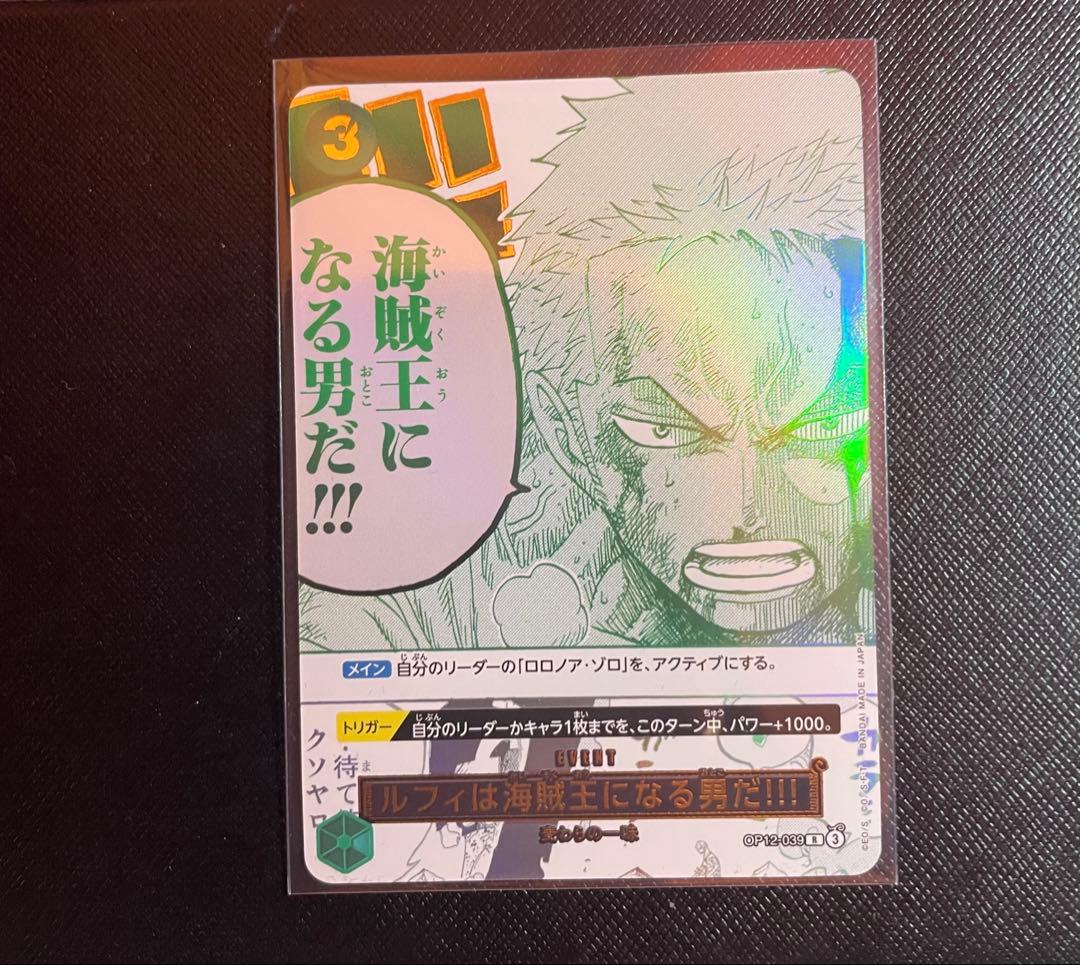 3
海賊王に
なる男だ!!!
メイン 自分のリーダーの「ロロノア・ゾロ」を、アクティブにする。
トリガー 自分のリーダーかキャラ1枚までを、このターン中、パワー+1000。
待て
クソヤロ
EVENT
ルフィは海賊王になる男だ!!!
麦わらの一味
OP12-039 R 3
©E.O/S. ©O/S.F.T BANDAI MADE IN JAPAN